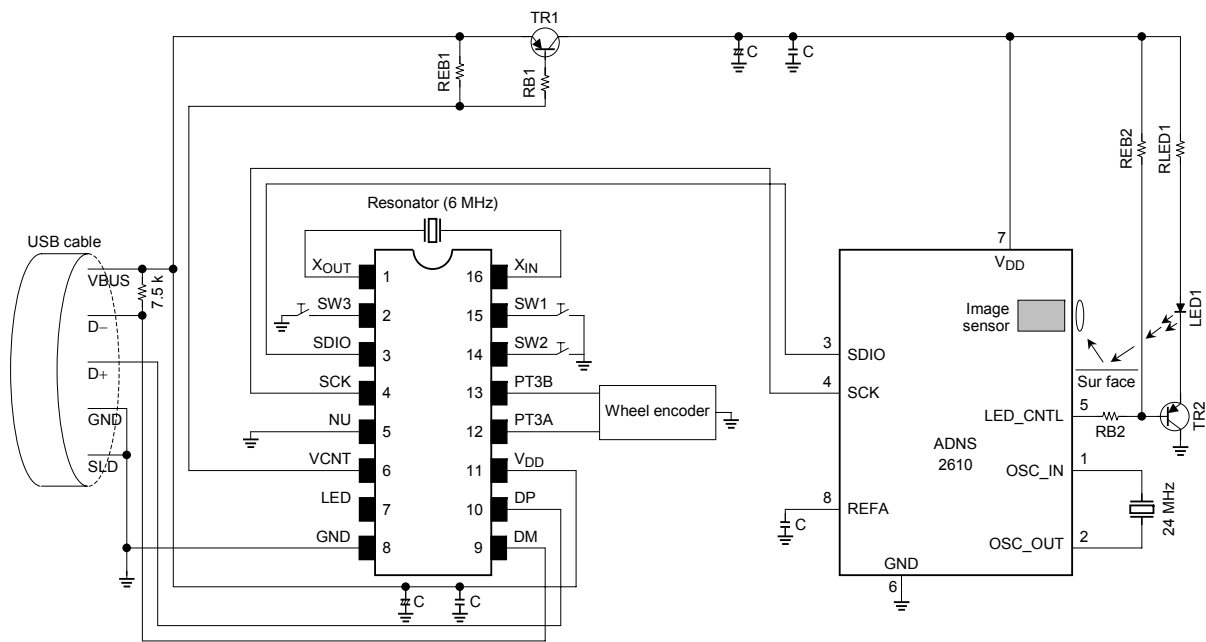 TR1
REB1
RB1
C
C
REB2
RLED1
Resonator (6 MHz)
USB cable
VBUS
7.5 k
D−
D+
GND
SLD
XOUT
1
16
XIN
SW3
2
15
SW1
SDIO
3
14
SW2
SCK
4
13
PT3B
NU
5
12
PT3A
VCNT
6
11
VDD
LED
7
10
DP
GND
8
9
DM
C
C
Wheel encoder
7
VDD
Image
sensor
LED1
3
SDIO
Sur face
4
SCK
5
LED_CNTL
RB2
TR2
ADNS
2610
1
OSC_IN
24 MHz
8
REFA
C
2
OSC_OUT
GND
6